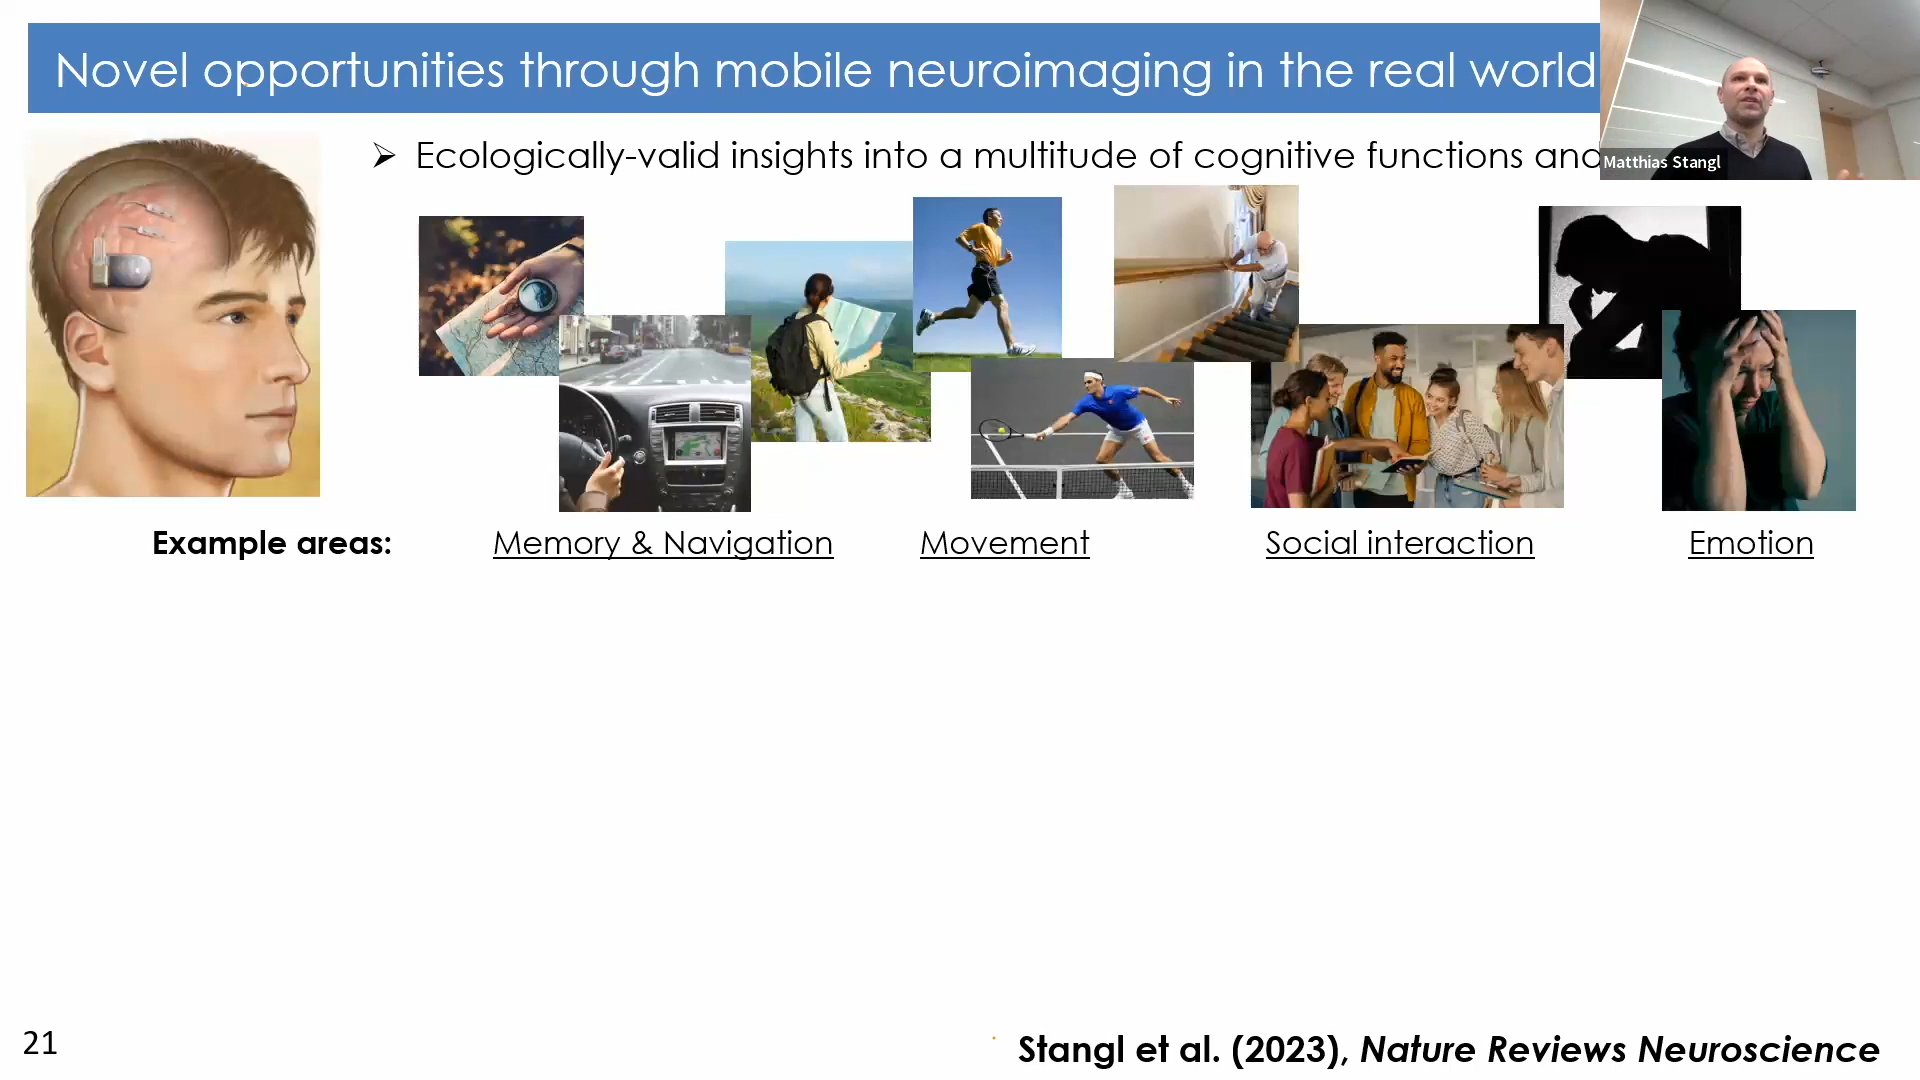 Novel opportunities through mobile neuroimaging in the real world
➢ Ecologically-valid insights into a multitude of cognitive functions and
Matthias Stangl
Example areas: Memory & Navigation Movement Social interaction Emotion
21
Stangl et al. (2023), Nature Reviews Neuroscience